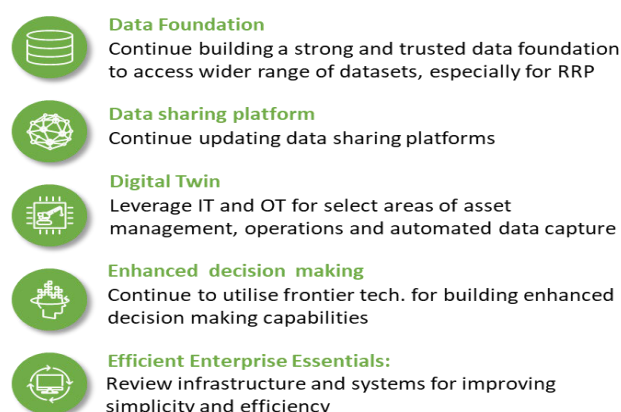 Data Foundation
Continue building a strong and trusted data foundation
to access wider range of datasets, especially for RRP
Data sharing platform
Continue updating data sharing platforms
Digital Twin
Leverage IT and OT for select areas of asset
management, operations and automated data capture
Enhanced decision making
Continue to utilise frontier tech. for building enhanced
decision making capabilities
Efficient Enterprise Essentials:
Review infrastructure and systems for improving
simplicity and efficiency